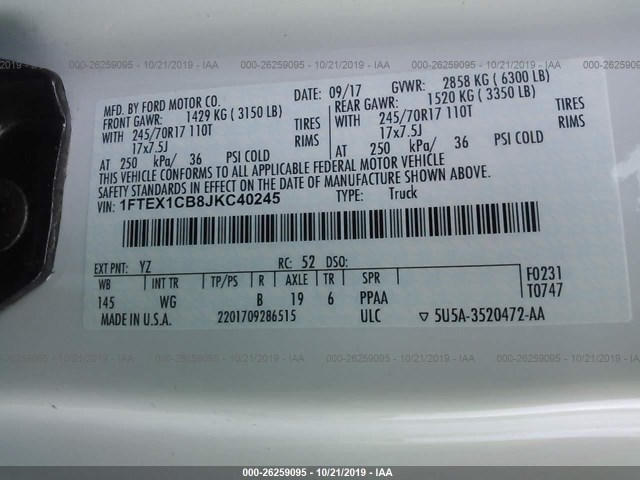 000-26259095 - 10/21/2019 - IAA
MFD. BY FORD MOTOR CO. DATE: 09/17 GVWR: 2858 KG ( 6300 LB)
FRONT GAWR: 1429 KG ( 3150 LB) REAR GAWR: 1520 KG ( 3350 LB)
WITH 245/70R17 110T TIRES WITH 245/70R17 110T TIRES
17x7.5J RIMS 17x7.5J RIMS
AT 250 kPa/ 36 PSI COLD AT 250 kPa/ 36 PSI COLD
THIS VEHICLE CONFORMS TO ALL APPLICABLE FEDERAL MOTOR VEHICLE
SAFETY STANDARDS IN EFFECT ON THE DATE OF MANUFACTURE SHOWN ABOVE.
VIN: 1FTEX1CB8JKC40245 TYPE: Truck
EXT PNT: YZ RC: 52 DSO:
WB INT TR TP/PS R AXLE TR SPR F0231
145 WG B 19 6 PPAA T0747
MADE IN U.S.A. 2201709286515 ULC ▽ 5U5A-3520472-AA
000-26259095 - 10/21/2019 - IAA